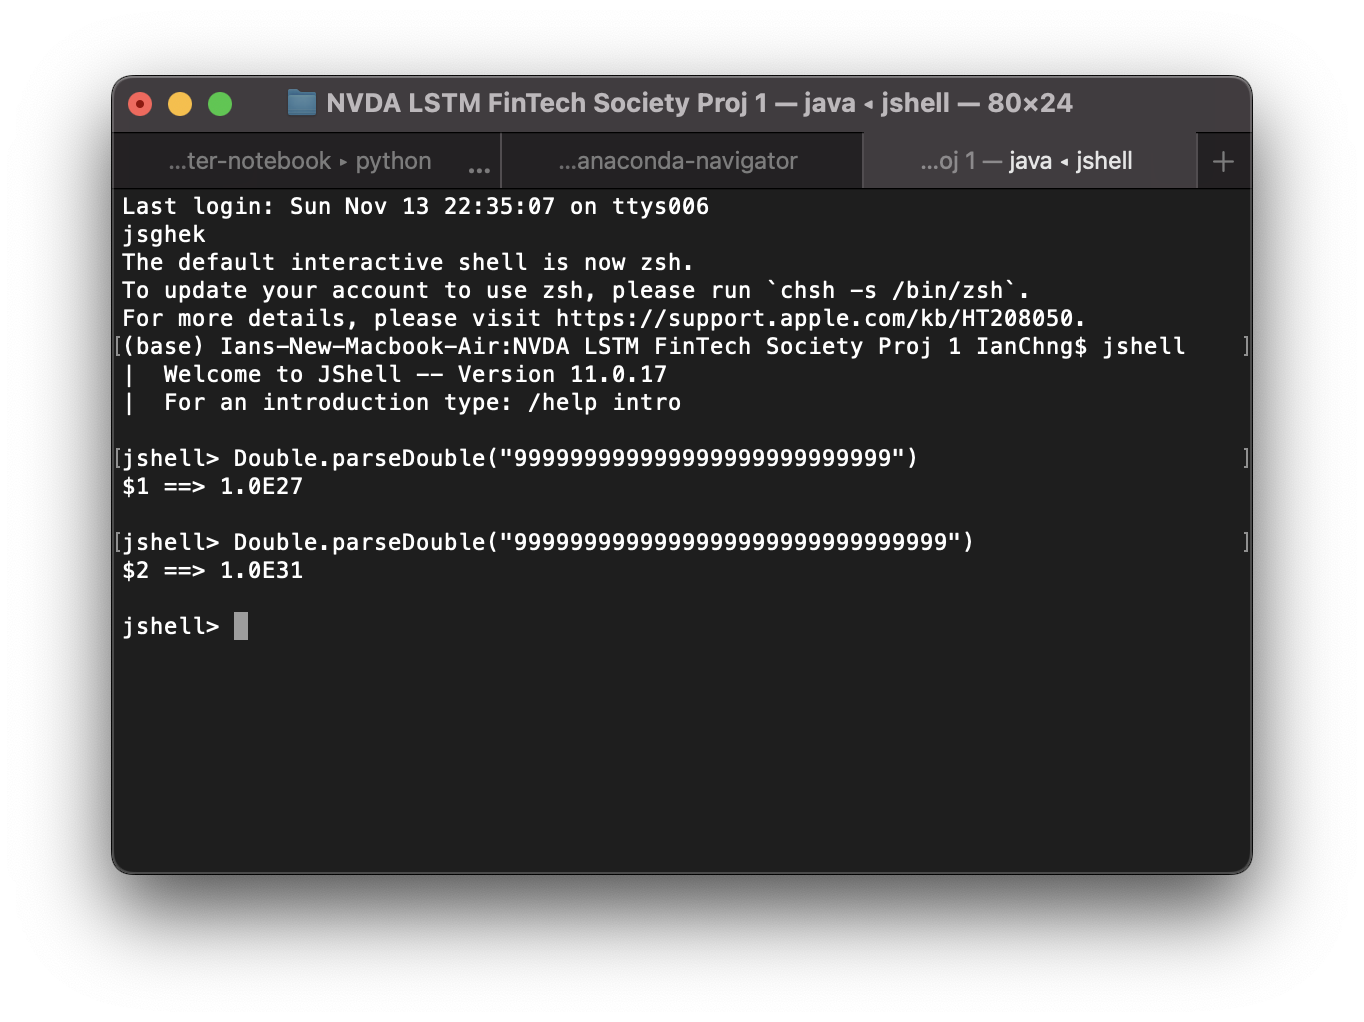 NVDA LSTM FinTech Society Proj 1 — java ◂ jshell — 80×24
...ter-notebook ▸ python ... ...anaconda-navigator ...oj 1 — java ◂ jshell +
Last login: Sun Nov 13 22:35:07 on ttys006
jsghek
The default interactive shell is now zsh.
To update your account to use zsh, please run `chsh -s /bin/zsh`.
For more details, please visit https://support.apple.com/kb/HT208050.
[(base) Ians-New-Macbook-Air:NVDA LSTM FinTech Society Proj 1 IanChng$ jshell ]
|  Welcome to JShell -- Version 11.0.17
|  For an introduction type: /help intro
[jshell> Double.parseDouble("999999999999999999999999999") ]
$1 ==> 1.0E27
[jshell> Double.parseDouble("9999999999999999999999999999999") ]
$2 ==> 1.0E31
jshell>